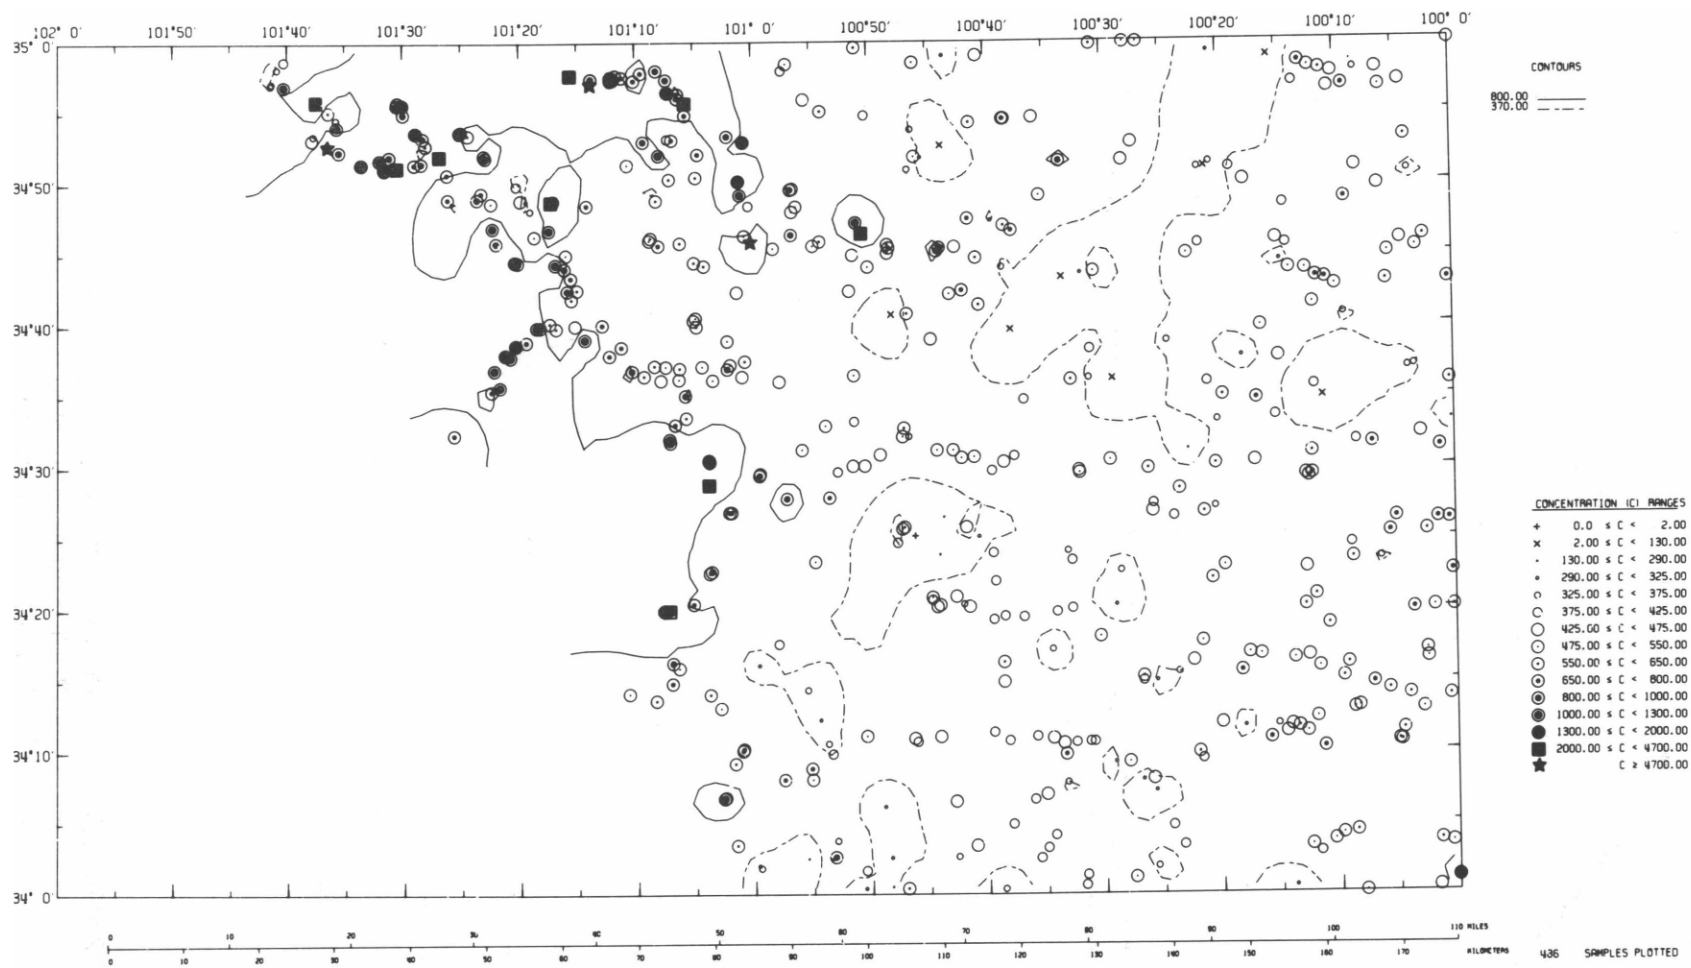 102° 0' 101°50' 101°40' 101°30' 101°20' 101°10' 101° 0' 100°50' 100°40' 100°30' 100°20' 100°10' 100° 0'
35° 0'
34°50'
34°40'
34°30'
34°20'
34°10'
34° 0'
CONTOURS
800.00
370.00
CONCENTRATION (C) RANGES
+ 0.0 ≤ C < 2.00
× 2.00 ≤ C < 130.00
130.00 ≤ C < 290.00
290.00 ≤ C < 325.00
325.00 ≤ C < 375.00
375.00 ≤ C < 425.00
425.00 ≤ C < 475.00
475.00 ≤ C < 550.00
550.00 ≤ C < 650.00
650.00 ≤ C < 800.00
800.00 ≤ C < 1000.00
1000.00 ≤ C < 1300.00
1300.00 ≤ C < 2000.00
2000.00 ≤ C < 4700.00
C ≥ 4700.00
0 10 20 30 40 50 60 70 80 90 100 110 MILES
0 10 20 30 40 50 60 70 80 90 100 110 120 130 140 150 160 170 KILOMETERS
436 SAMPLES PLOTTED